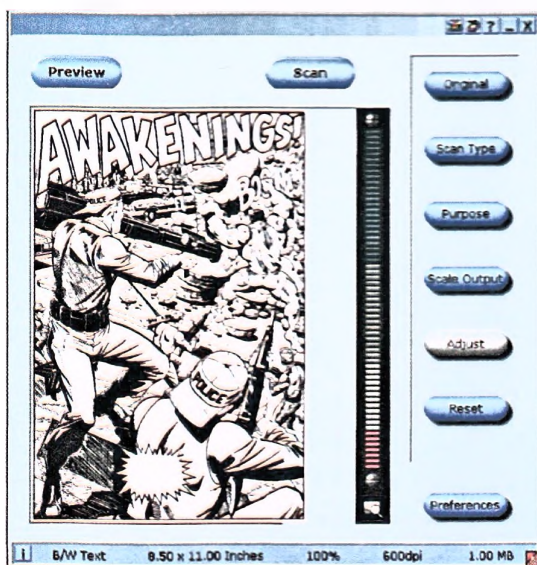 Preview
Scan
Original
Scan Type
Purpose
Scale Output
Adjust
Reset
Preferences
AWAKENINGS!
POLICE
POLICE
i B/W Text 8.50 x 11.00 Inches 100% 600dpi 1.00 MB